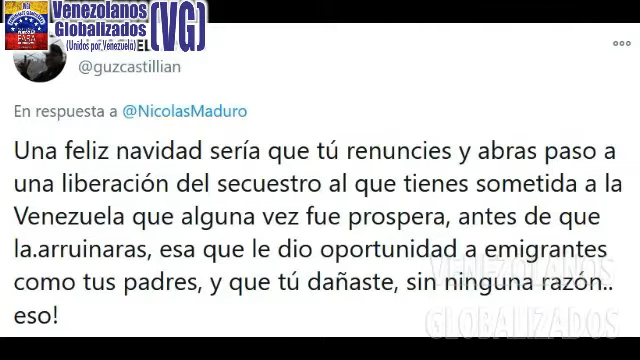 Venezolanos
Globalizados
(Unidos por Venezuela)
(VG)
EL
@guzcastillian
En respuesta a @NicolasMaduro
Una feliz navidad sería que tú renuncies y abras paso a
una liberación del secuestro al que tienes sometida a la
Venezuela que alguna vez fue prospera, antes de que
la.arruinaras, esa que le dio oportunidad a emigrantes
como tus padres, y que tú dañaste, sin ninguna razón..
eso!
VENEZOLANOS
GLOBALIZADOS